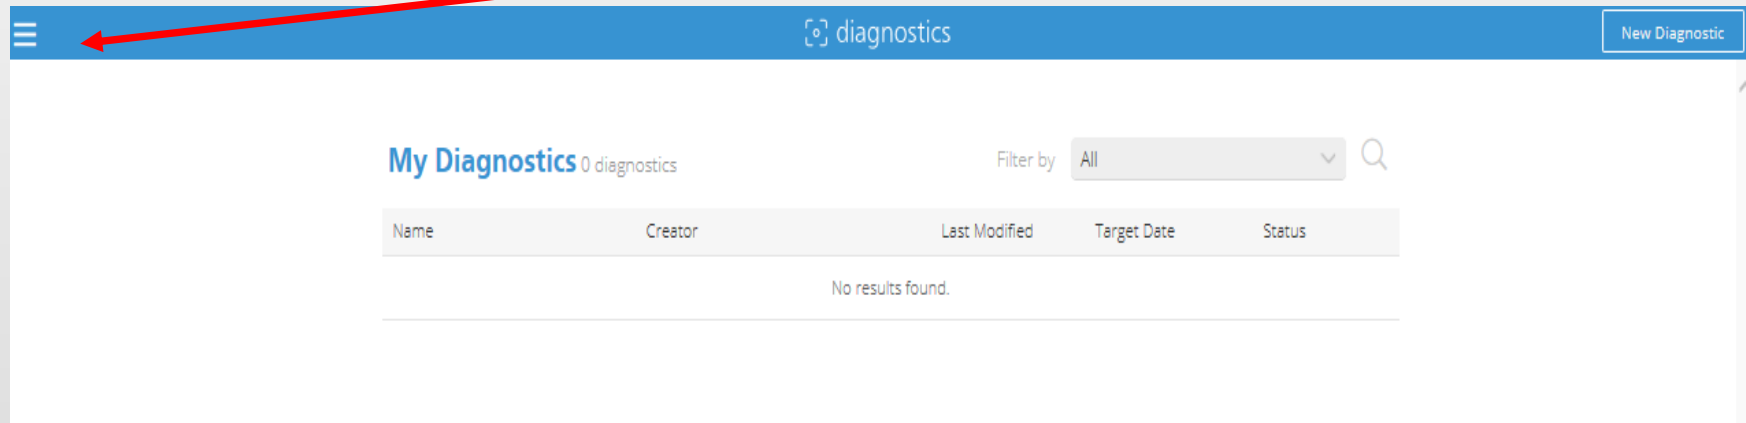 diagnostics
New Diagnostic
My Diagnostics 0 diagnostics
Filter by All
Name Creator Last Modified Target Date Status
No results found.